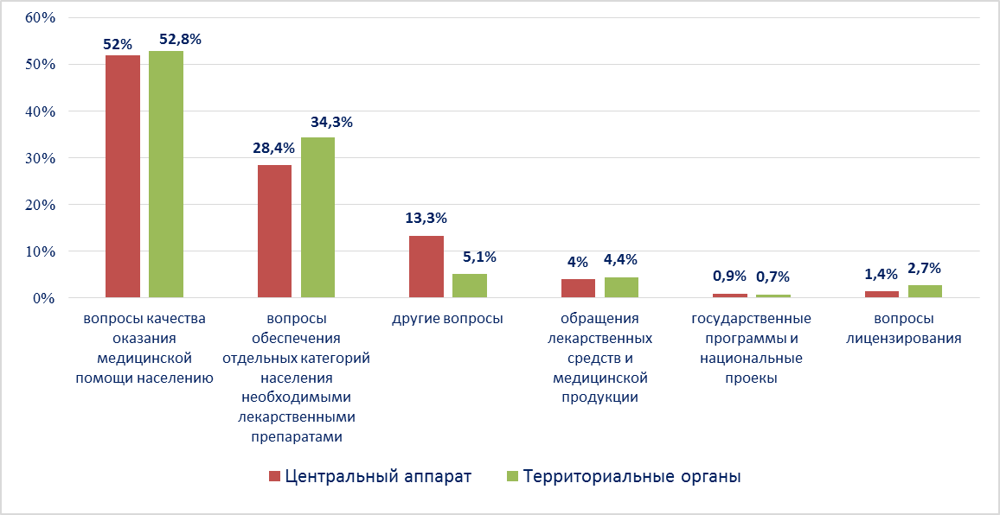 60%
50%
40%
30%
20%
10%
0%
52%
52,8%
28,4%
34,3%
13,3%
5,1%
4%
4,4%
0,9%
0,7%
1,4%
2,7%
вопросы качества
оказания
медицинской
помощи населению
вопросы
обеспечения
отдельных категорий
населения
необходимыми
лекарственными
препаратами
другие вопросы
обращения
лекарственных
средств и
медицинской
продукции
государственные
программы и
национальные
проекы
вопросы
лицензирования
Центральный аппарат
Территориальные органы